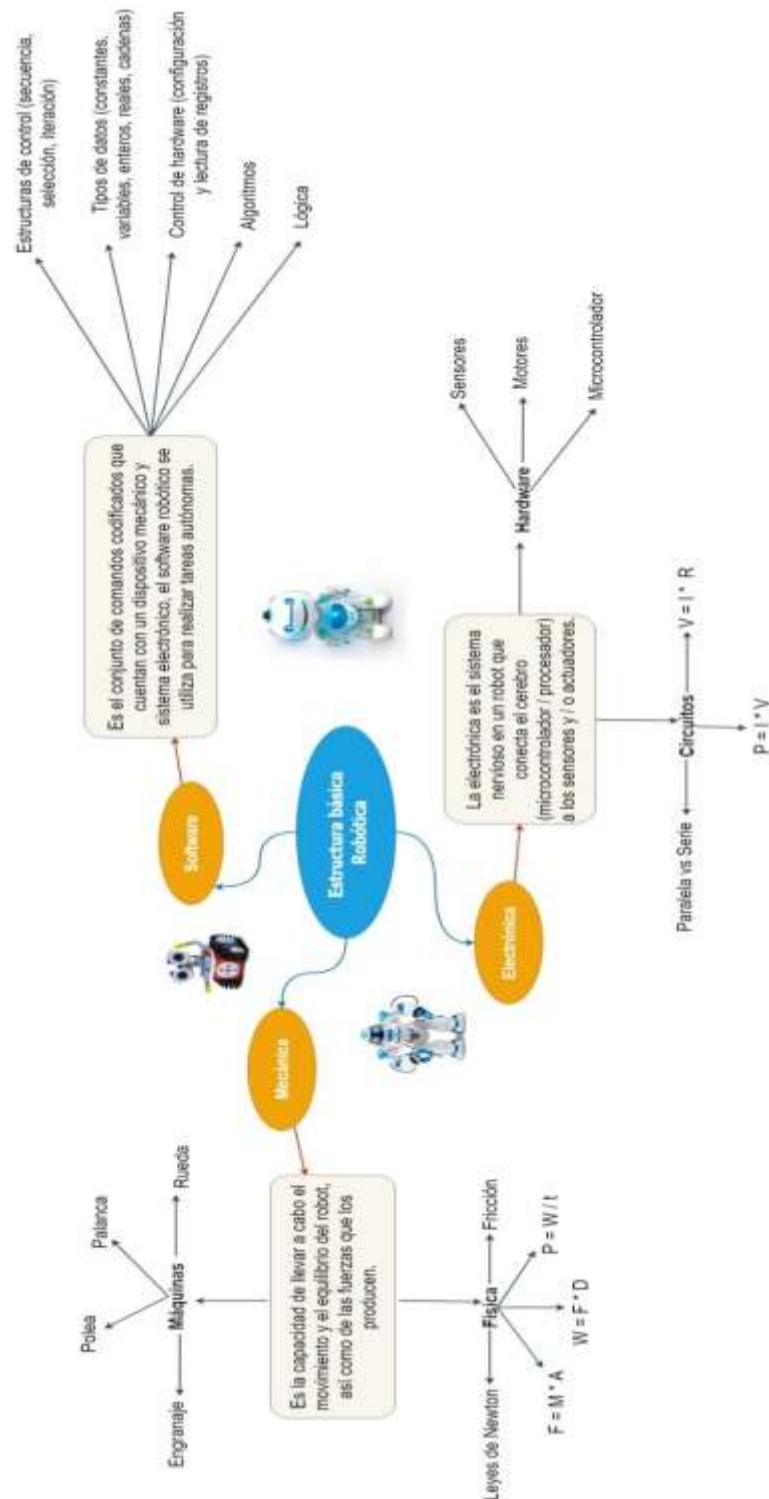 Estructura básica
Robótica
Software
Es el conjunto de comandos codificados que
cuentan con un dispositivo mecánico y
sistema electrónico, el software robótico se
utiliza para realizar tareas autónomas.
Estructuras de control (secuencia,
selección, iteración)
Tipos de datos (constantes,
variables, enteros, reales, cadenas)
Control de hardware (configuración
y lectura de registros)
Algoritmos
Lógica
Mecánica
Es la capacidad de llevar a cabo el
movimiento y el equilibrio del robot,
así como de las fuerzas que los
producen.
Máquinas
Engranaje
Polea
Palanca
Rueda
Física
Leyes de Newton
F = M * A
W = F * D
P = W / t
Fricción
Electrónica
La electrónica es el sistema
nervioso en un robot que
conecta el cerebro
(microcontrolador / procesador)
a los sensores y / o actuadores.
Hardware
Sensores
Motores
Microcontrolador
Circuitos
Paralela vs Serie
P = I * V
V = I * R